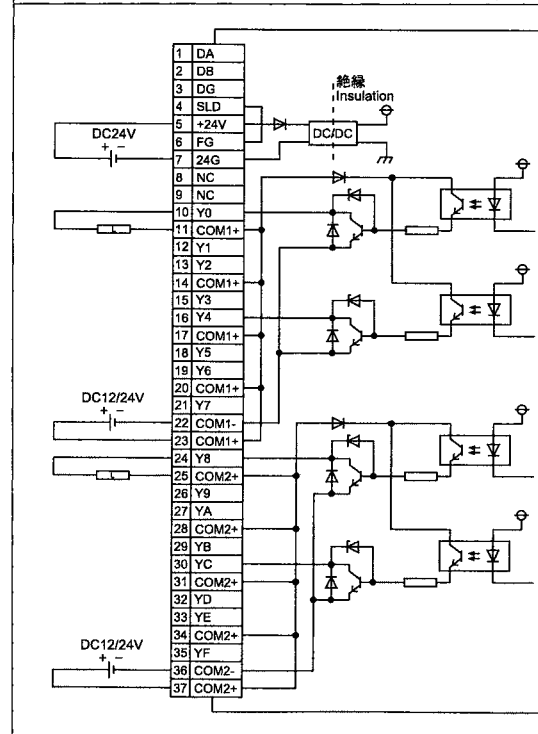 1 DA
2 DB
3 DG
4 SLD
5 +24V
6 FG
7 24G
8 NC
9 NC
10 Y0
11 COM1+
12 Y1
13 Y2
14 COM1+
15 Y3
16 Y4
17 COM1+
18 Y5
19 Y6
20 COM1+
21 Y7
22 COM1-
23 COM1+
24 Y8
25 COM2+
26 Y9
27 YA
28 COM2+
29 YB
30 YC
31 COM2+
32 YD
33 YE
34 COM2+
35 YF
36 COM2-
37 COM2+
DC24V
+ −
L
DC12/24V
+ −
L
DC12/24V
+ −
絶縁
Insulation
DC/DC